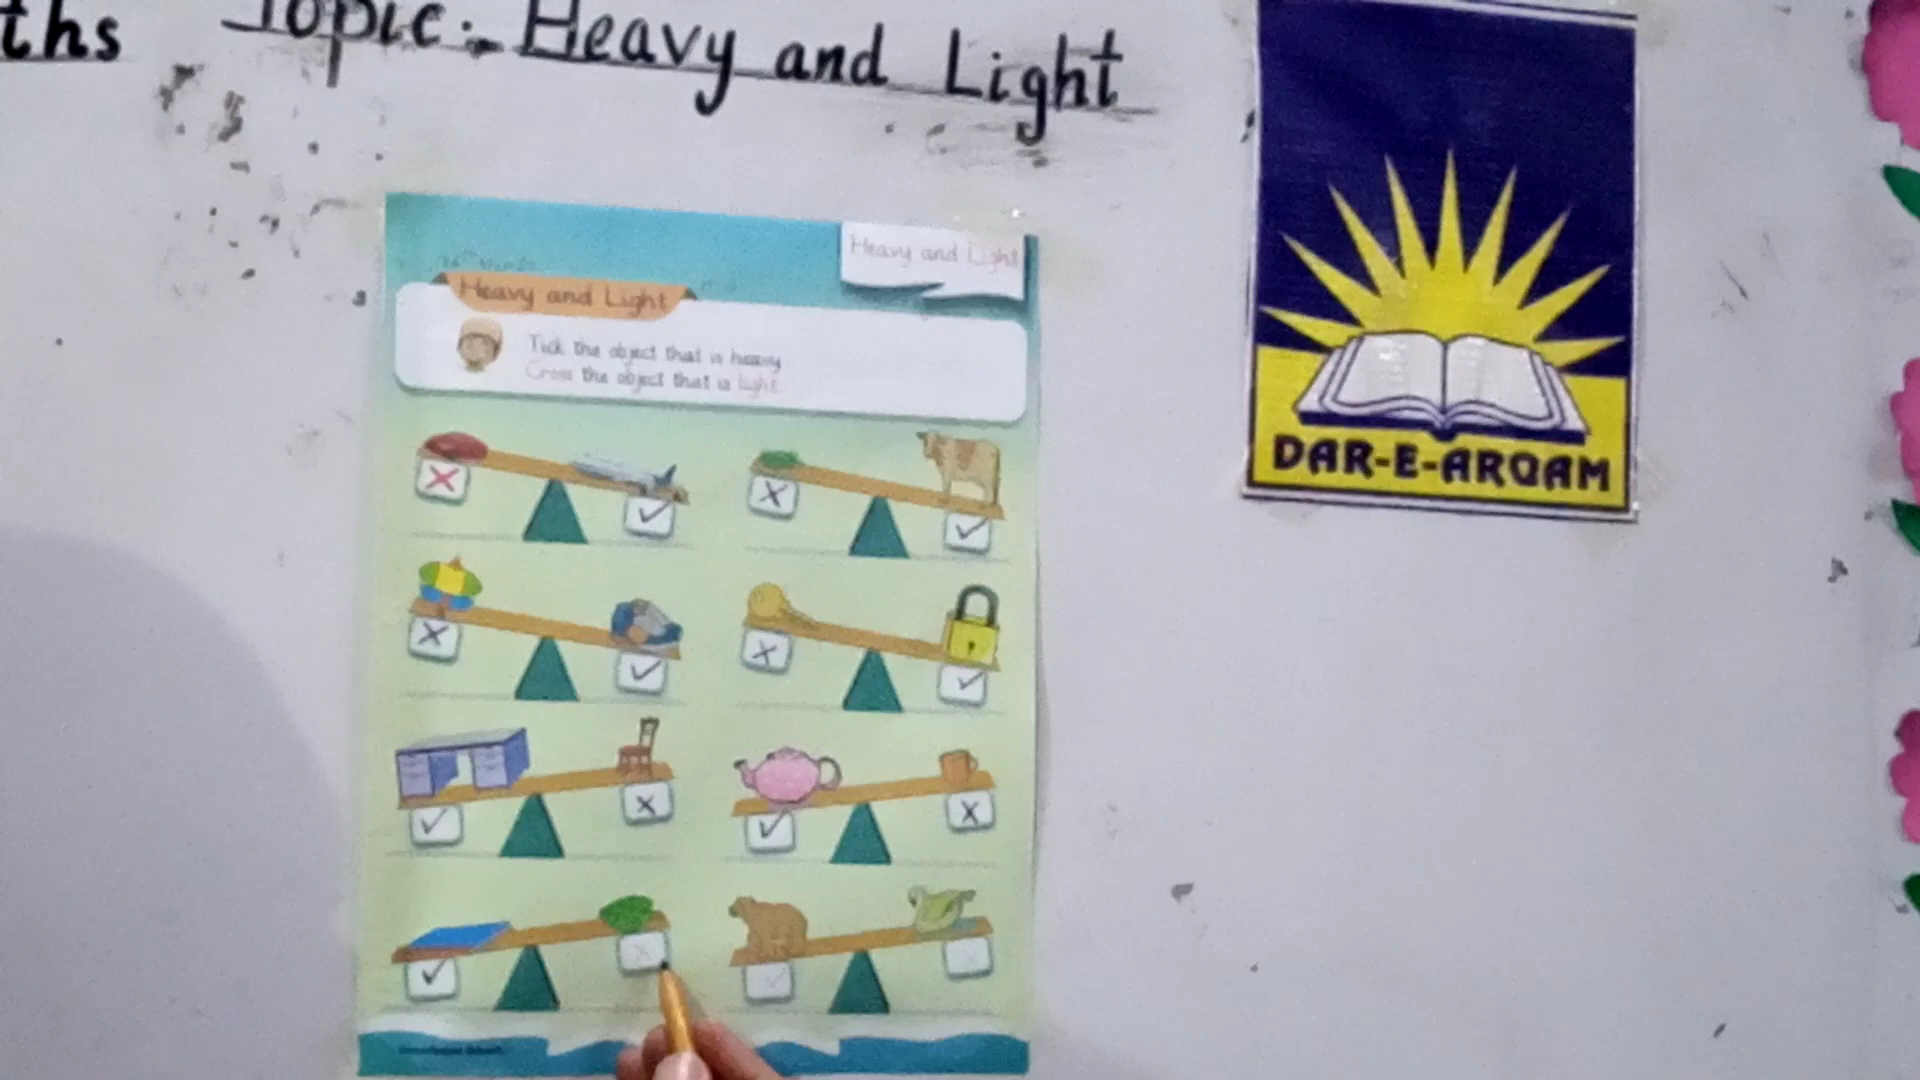 ths Topic:- Heavy and Light
Heavy and Light
Heavy and Light
Tick the object that is heavy
Cross the object that is light
DAR-E-ARQAM